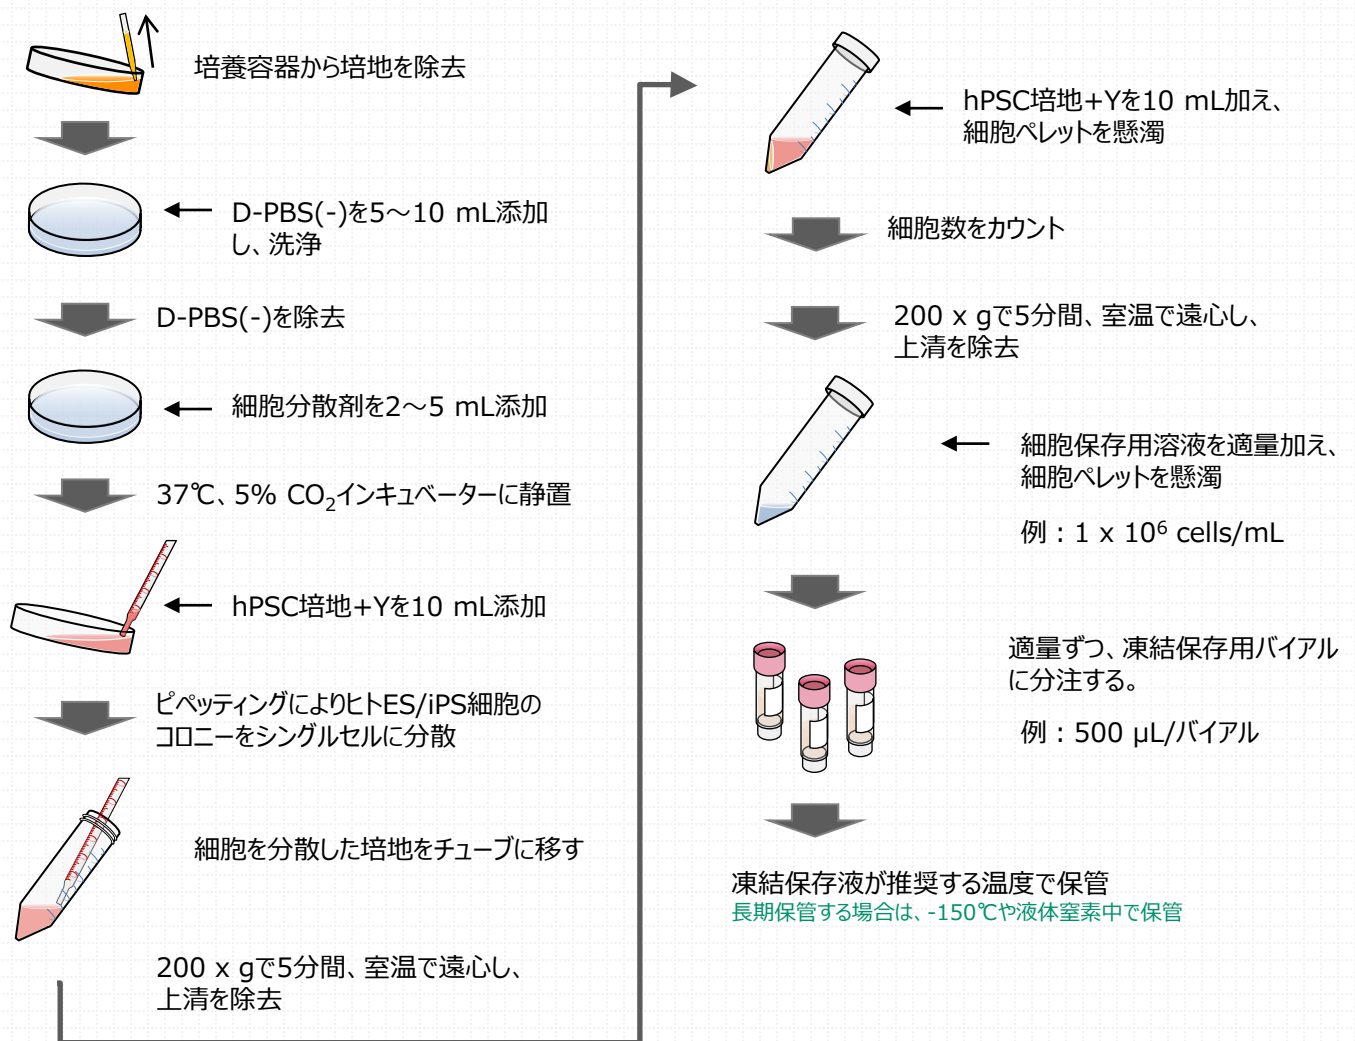 培養容器から培地を除去
D-PBS(-)を5～10 mL添加
し、洗浄
D-PBS(-)を除去
細胞分散剤を2～5 mL添加
37℃、5% CO₂インキュベーターに静置
hPSC培地+Yを10 mL添加
ピペッティングによりヒトES/iPS細胞の
コロニーをシングルセルに分散
細胞を分散した培地をチューブに移す
200 x gで5分間、室温で遠心し、
上清を除去
hPSC培地+Yを10 mL加え、
細胞ペレットを懸濁
細胞数をカウント
200 x gで5分間、室温で遠心し、
上清を除去
細胞保存用溶液を適量加え、
細胞ペレットを懸濁
例：1 x 10⁶ cells/mL
適量ずつ、凍結保存用バイアル
に分注する。
例：500 μL/バイアル
凍結保存液が推奨する温度で保管
長期保管する場合は、-150℃や液体窒素中で保管